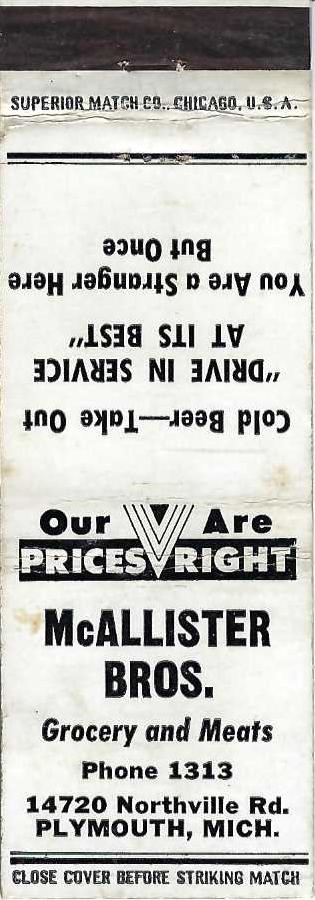 SUPERIOR MATCH CO., CHICAGO, U.S.A.
Cold Beer—Take Out
"DRIVE IN SERVICE
AT ITS BEST"
You Are a Stranger Here
But Once
Our Are
PRICES RIGHT
McALLISTER
BROS.
Grocery and Meats
Phone 1313
14720 Northville Rd.
PLYMOUTH, MICH.
CLOSE COVER BEFORE STRIKING MATCH